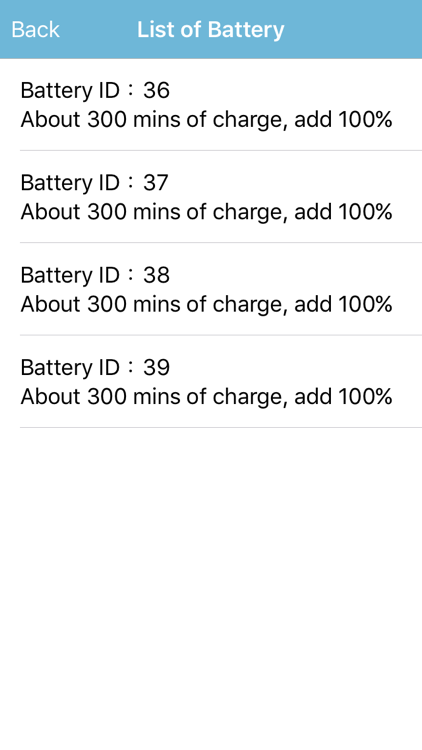 Back
List of Battery
Battery ID：36
About 300 mins of charge, add 100%
Battery ID：37
About 300 mins of charge, add 100%
Battery ID：38
About 300 mins of charge, add 100%
Battery ID：39
About 300 mins of charge, add 100%